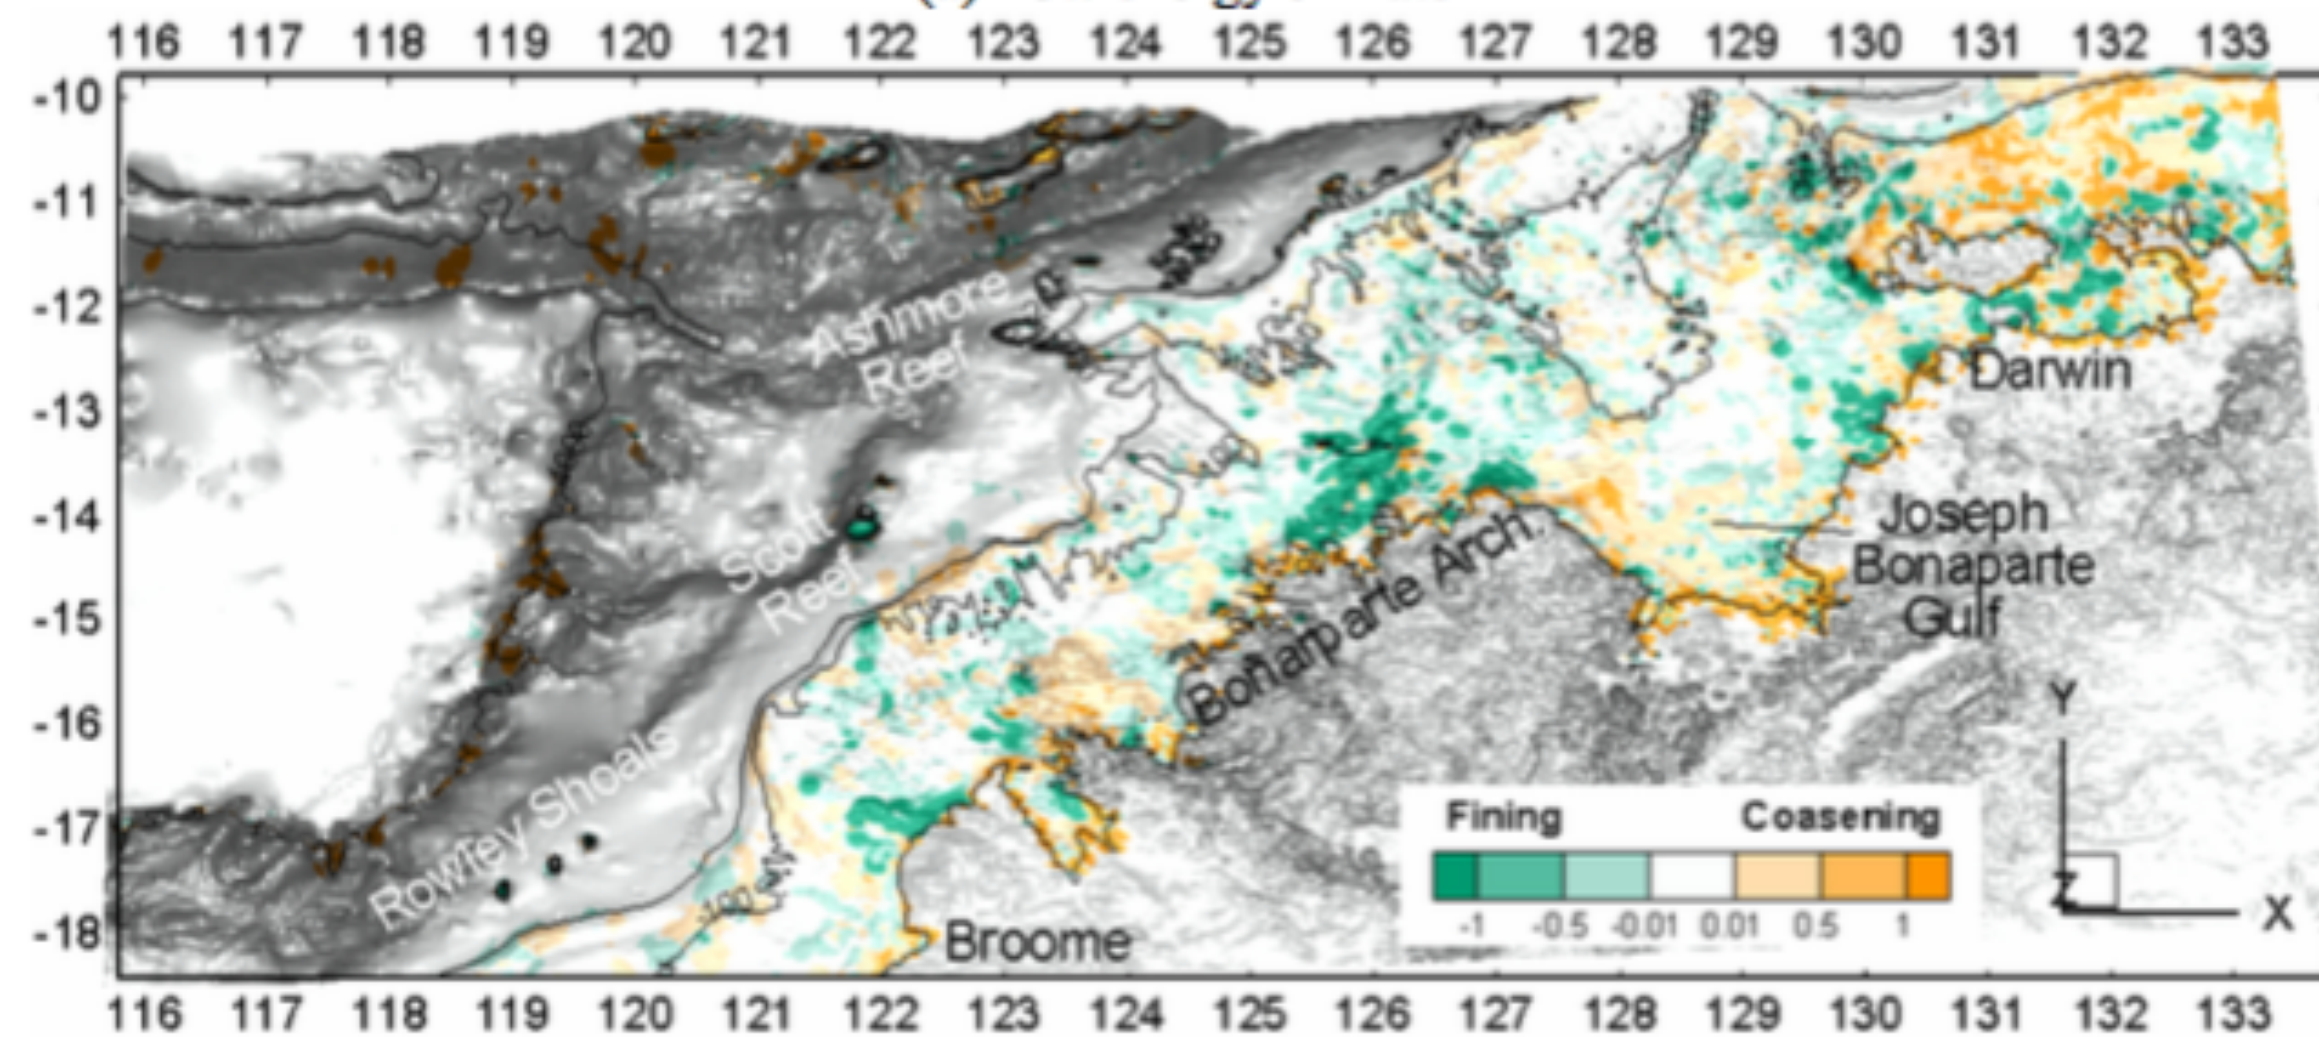 116 117 118 119 120 121 122 123 124 125 126 127 128 129 130 131 132 133
-10
-11
-12
-13
-14
-15
-16
-17
-18
Ashmore
Reef
Scott
Reef
Rowley Shoals
Darwin
Joseph
Bonaparte
Gulf
Bonarparte Arch.
Broome
-100
Fining Coasening
-1 -0.5 -0.01 0.01 0.5 1
Y
Z
X
116 117 118 119 120 121 122 123 124 125 126 127 128 129 130 131 132 133